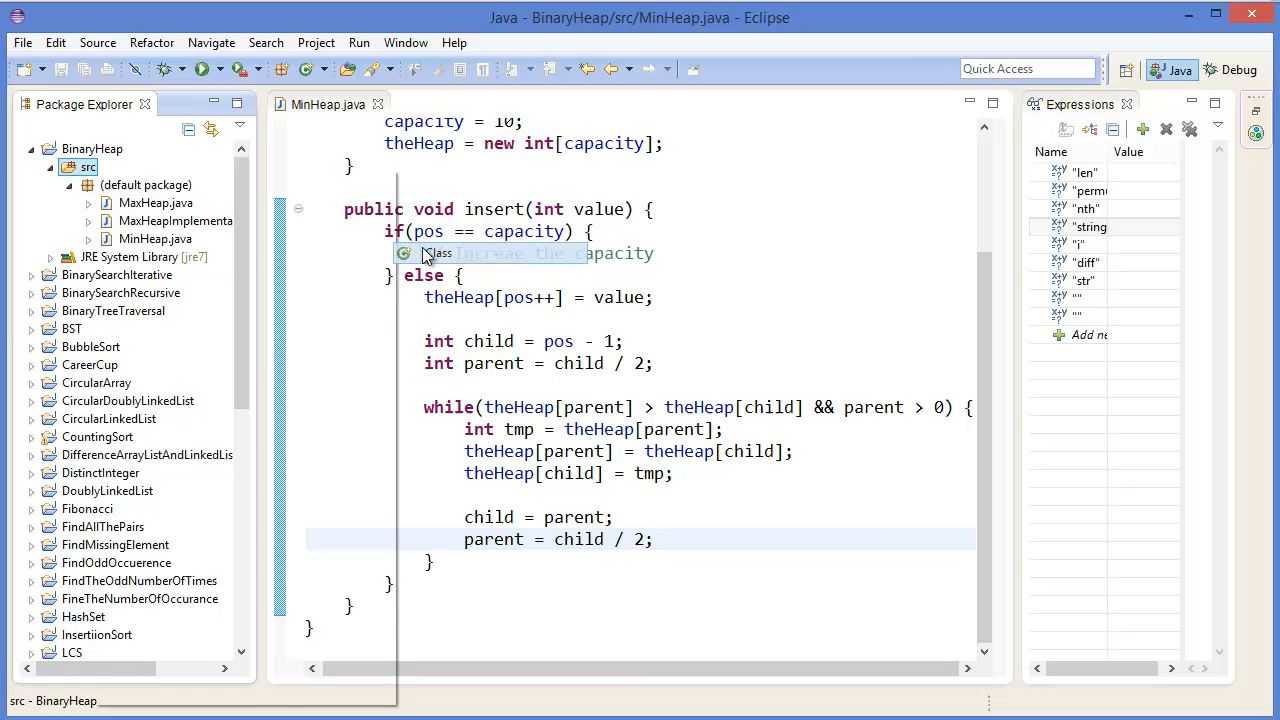 Java - BinaryHeap/src/MinHeap.java - Eclipse
File Edit Source Refactor Navigate Search Project Run Window Help
Quick Access
Java
Debug
Package Explorer
BinaryHeap
src
(default package)
MaxHeap.java
MaxHeapImplementa
MinHeap.java
JRE System Library [jre7]
BinarySearchIterative
BinarySearchRecursive
BinaryTreeTraversal
BST
BubbleSort
CareerCup
CircularArray
CircularDoublyLinkedList
CircularLinkedList
CountingSort
DifferenceArrayListAndLinkedLis
DistinctInteger
DoublyLinkedList
Fibonacci
FindAllThePairs
FindMissingElement
FindOddOccuerence
FindTheOddNumberOfTimes
FineTheNumberOfOccurance
HashSet
InsertiionSort
LCS
MinHeap.java
capacity = 10;
theHeap = new int[capacity];
}
public void insert(int value) {
if(pos == capacity) {
Class
Increae the capacity
} else {
theHeap[pos++] = value;
int child = pos - 1;
int parent = child / 2;
while(theHeap[parent] > theHeap[child] && parent > 0) {
int tmp = theHeap[parent];
theHeap[parent] = theHeap[child];
theHeap[child] = tmp;
child = parent;
parent = child / 2;
}
}
}
}
Expressions
Name Value
"len"
"permu
"nth"
"string
"i"
"diff"
"str"
""
""
Add ne
src - BinaryHeap